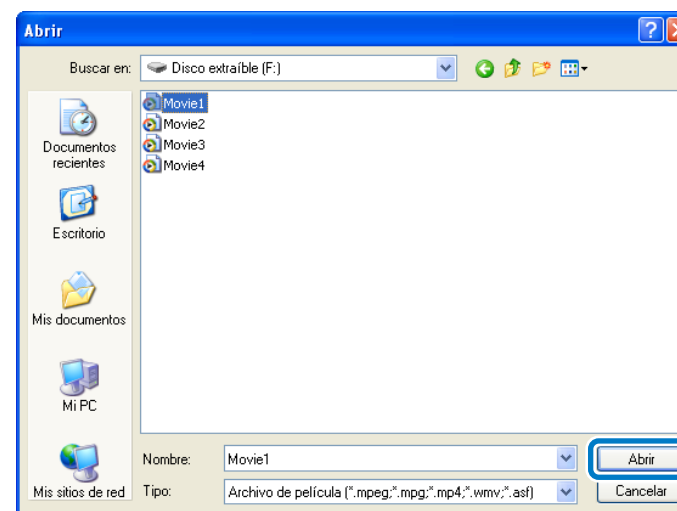 Abrir
Buscar en:
Disco extraíble (F:)
Documentos
recientes
Escritorio
Mis documentos
Mi PC
Mis sitios de red
Movie1
Movie2
Movie3
Movie4
Nombre:
Movie1
Abrir
Tipo:
Archivo de película (*.mpeg;*.mpg;*.mp4;*.wmv;*.asf)
Cancelar